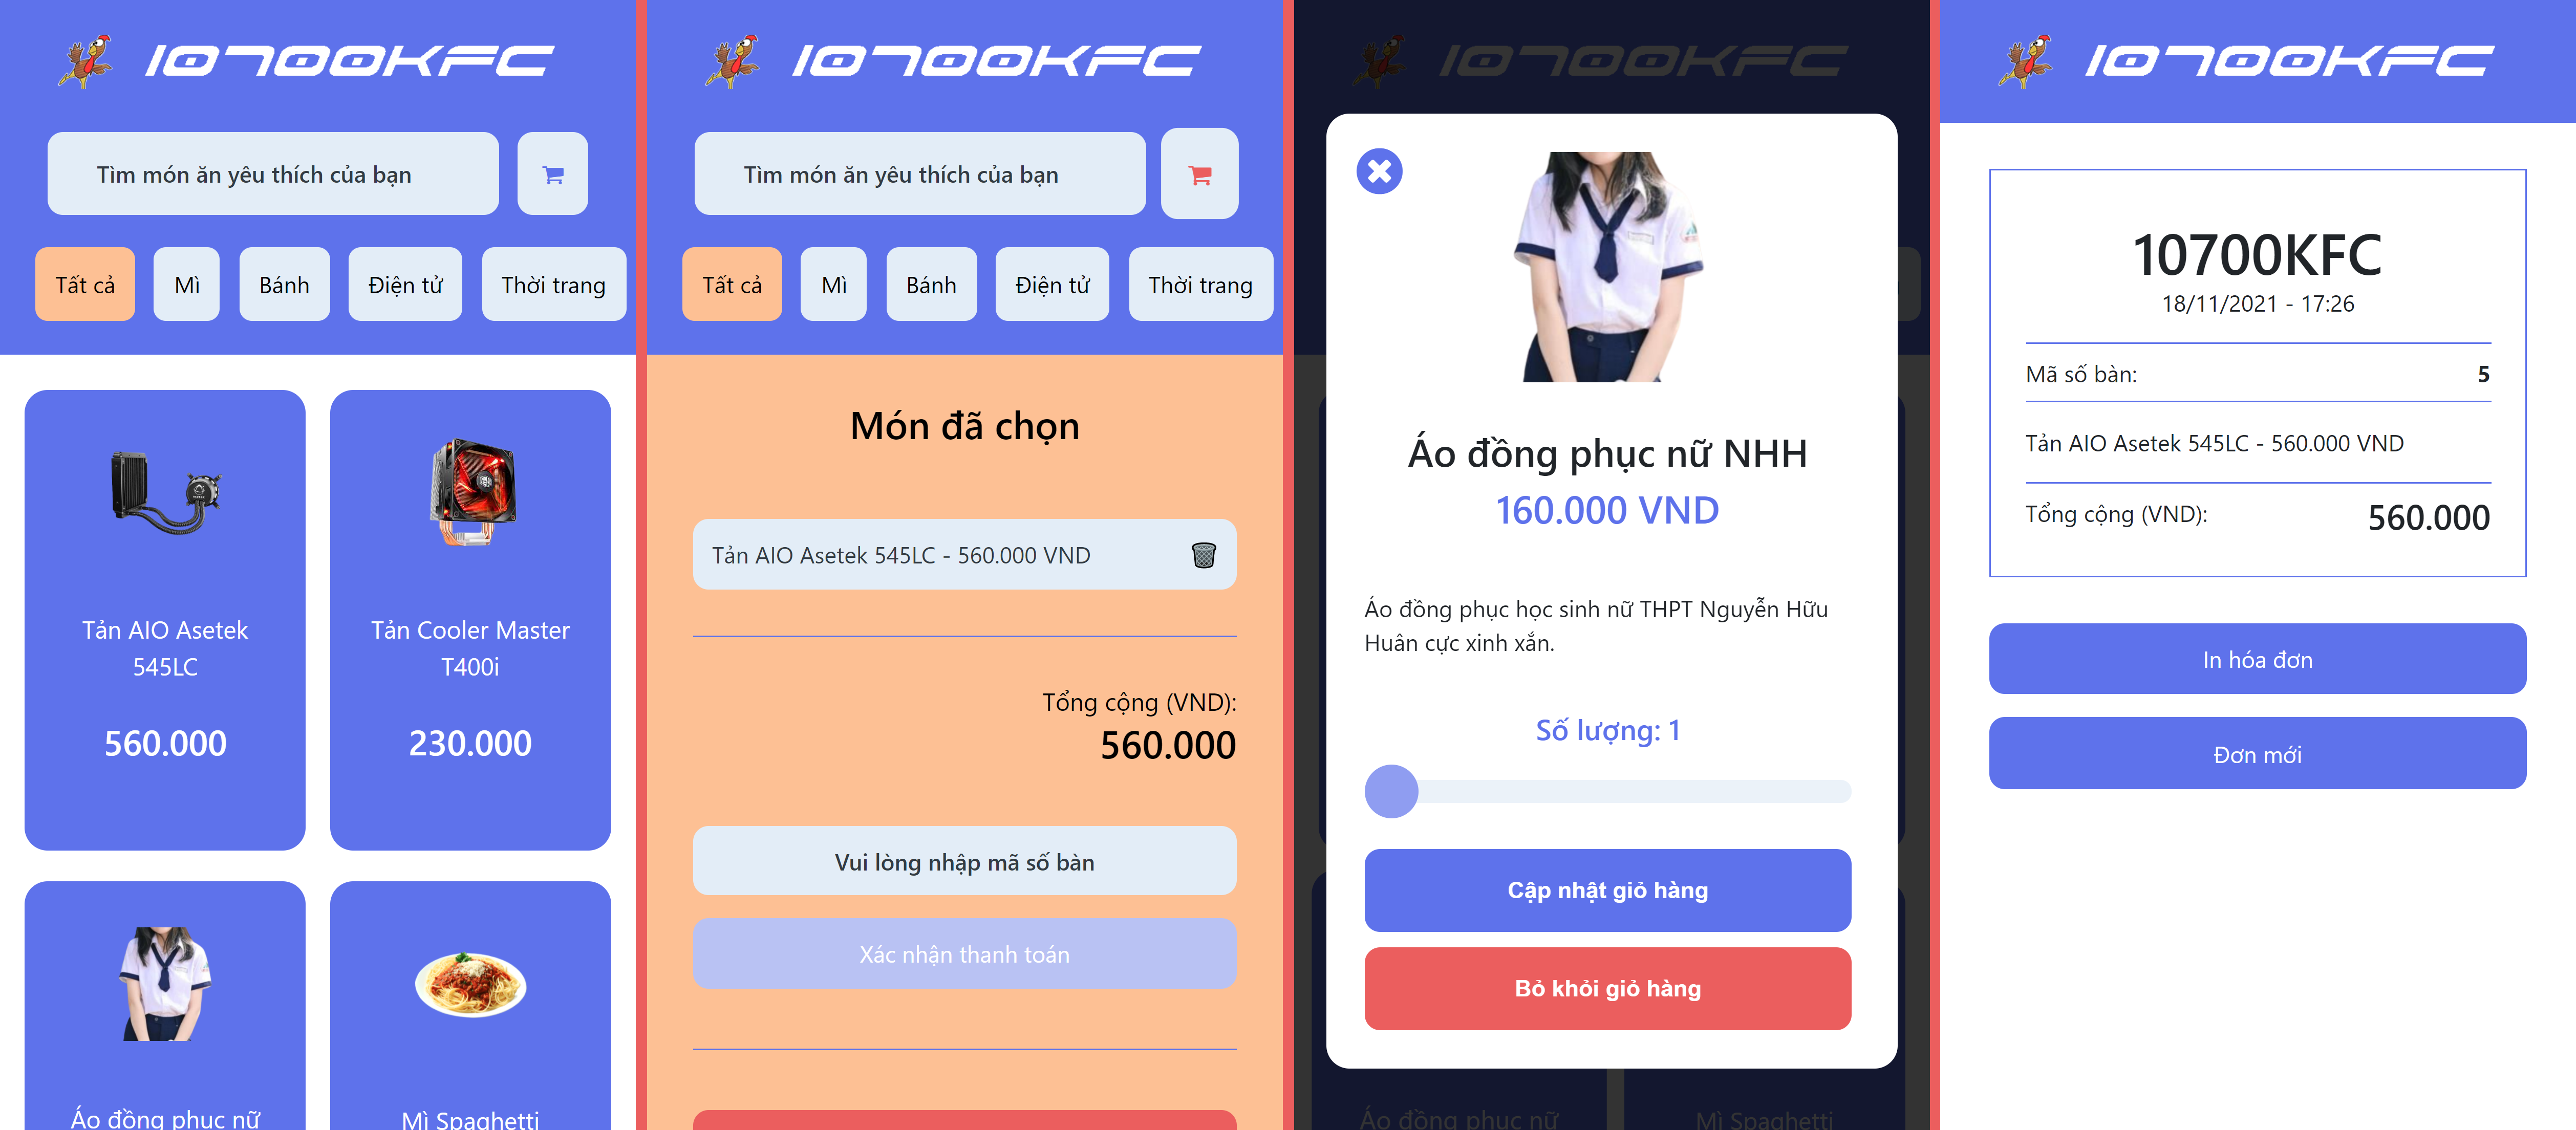 10700KFC
Tìm món ăn yêu thích của bạn
Tất cả
Mì
Bánh
Điện tử
Thời trang
Tản AIO Asetek
545LC
560.000
Tản Cooler Master
T400i
230.000
Áo đồng phục nữ
Mì Spaghetti
10700KFC
Tìm món ăn yêu thích của bạn
Tất cả
Mì
Bánh
Điện tử
Thời trang
Món đã chọn
Tản AIO Asetek 545LC - 560.000 VND
Tổng cộng (VND):
560.000
Vui lòng nhập mã số bàn
Xác nhận thanh toán
10700KFC
Áo đồng phục nữ NHH
160.000 VND
Áo đồng phục học sinh nữ THPT Nguyễn Hữu
Huân cực xinh xắn.
Số lượng: 1
Cập nhật giỏ hàng
Bỏ khỏi giỏ hàng
Áo đồng phục nữ
Mì Spaghetti
10700KFC
10700KFC
18/11/2021 - 17:26
Mã số bàn: 5
Tản AIO Asetek 545LC - 560.000 VND
Tổng cộng (VND): 560.000
In hóa đơn
Đơn mới